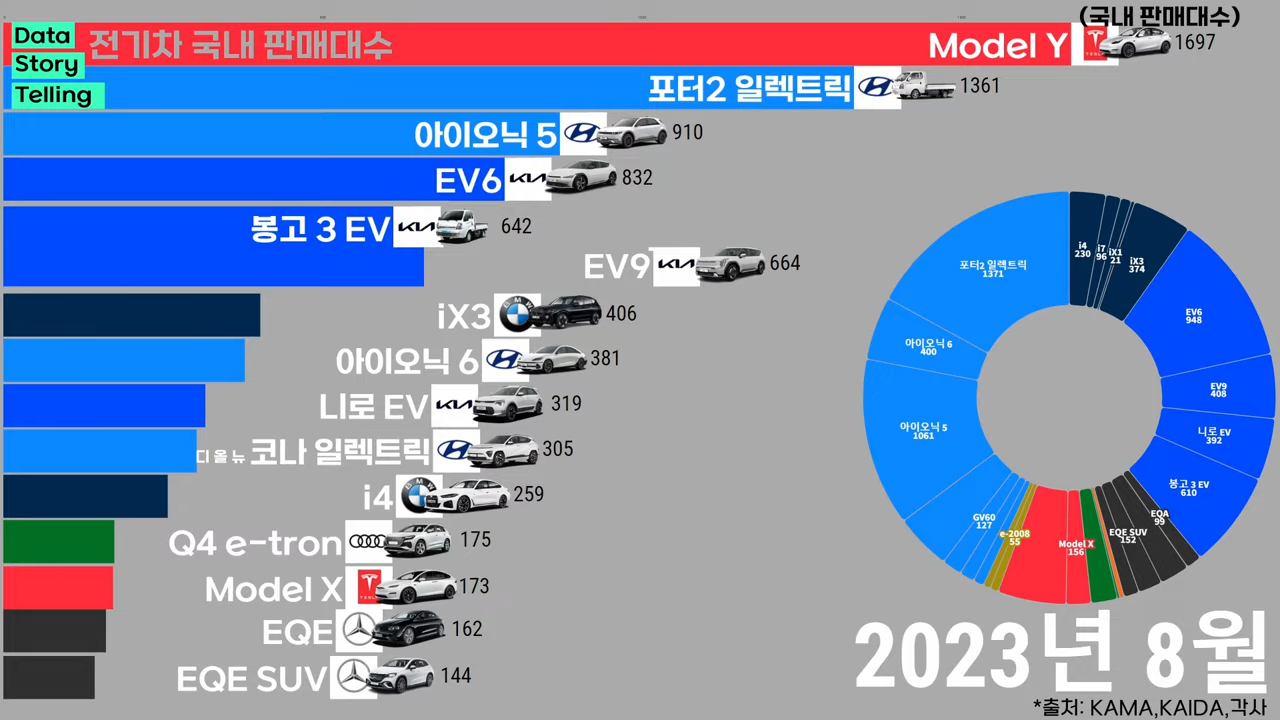 (국내 판매대수)
Data
Story
Telling
전기차 국내 판매대수
Model Y 1697
포터2 일렉트릭 1361
아이오닉 5 910
EV6 832
봉고 3 EV 642
EV9 664
iX3 406
아이오닉 6 381
니로 EV 319
디 올 뉴 코나 일렉트릭 305
i4 259
Q4 e-tron 175
Model X 173
EQE 162
EQE SUV 144
i4
230
i7
96
iX1
21
iX3
374
EV6
948
EV9
408
니로 EV
392
봉고 3 EV
610
EQA
99
EQE SUV
152
Model X
156
e-2008
55
GV60
127
아이오닉 5
1061
아이오닉 6
400
포터2 일렉트릭
1371
2023년 8월
*출처: KAMA,KAIDA,각사